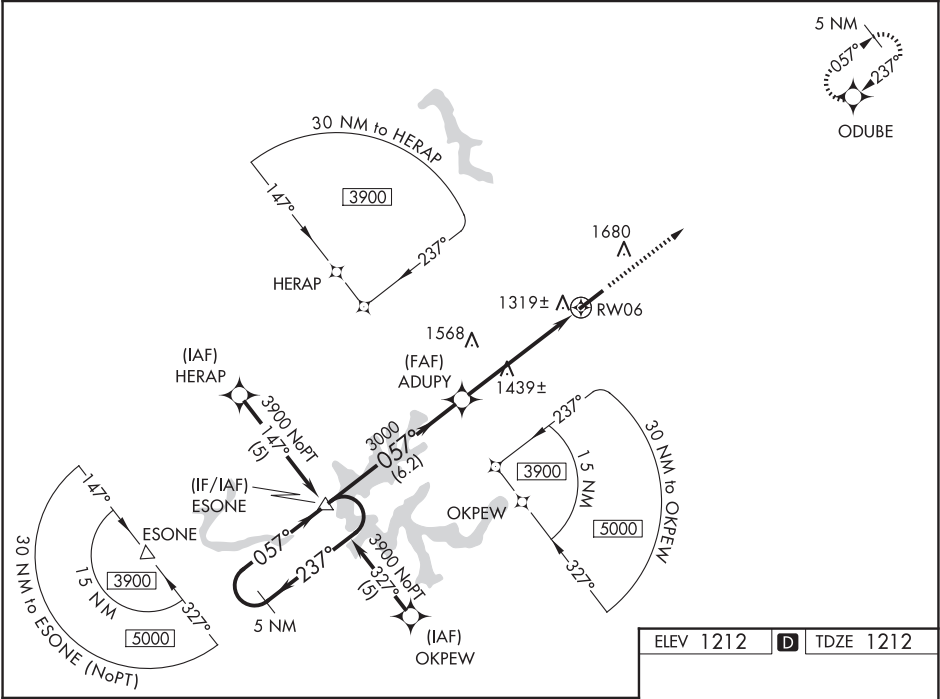 5 NM
057°
237°
ODUBE
30 NM to HERAP
3900
147°
237°
HERAP
1680
1319±
RW06
1568
(FAF)
ADUPY
1439±
(IAF)
HERAP
3900 NoPT
147°
(5)
3000
057°
(6.2)
(IF/IAF)
ESONE
057°
237°
5 NM
3900 NoPT
327°
(5)
(IAF)
OKPEW
237°
15 NM
3900
30 NM to OKPEW
OKPEW
5000
327°
147°
ESONE
3900
15 NM
327°
5000
30 NM to ESONE (NoPT)
ELEV 1212 D TDZE 1212